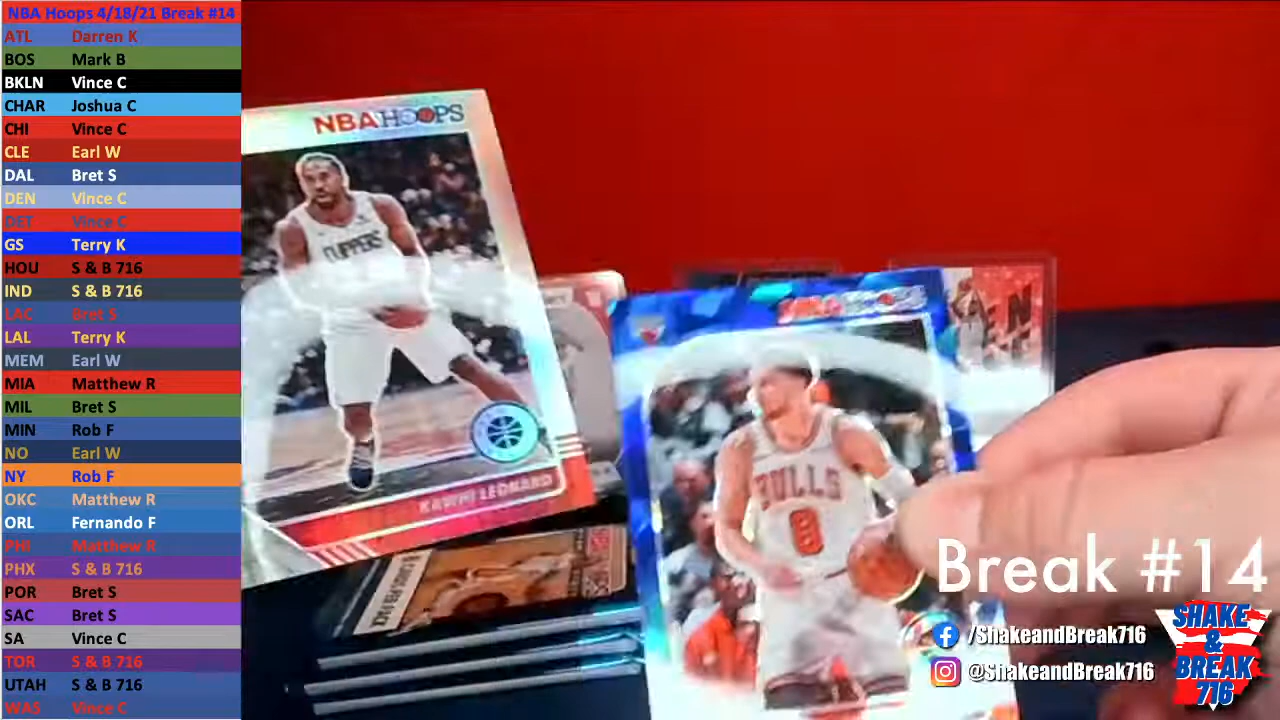 NBA Hoops 4/18/21 Break #14
ATL Darren K
BOS Mark B
BKLN Vince C
CHAR Joshua C
CHI Vince C
CLE Earl W
DAL Bret S
DEN Vince C
DET Vince C
GS Terry K
HOU S & B 716
IND S & B 716
LAC Bret S
LAL Terry K
MEM Earl W
MIA Matthew R
MIL Bret S
MIN Rob F
NO Earl W
NY Rob F
OKC Matthew R
ORL Fernando F
PHI Matthew R
PHX S & B 716
POR Bret S
SAC Bret S
SA Vince C
TOR S & B 716
UTAH S & B 716
WAS Vince C
NBA HOOPS
CLIPPERS
KAWHI LEONARD
NBA HOOPS
BULLS
8
Break #14
/ShakeandBreak716
@ShakeandBreak716
SHAKE
&
BREAK
716